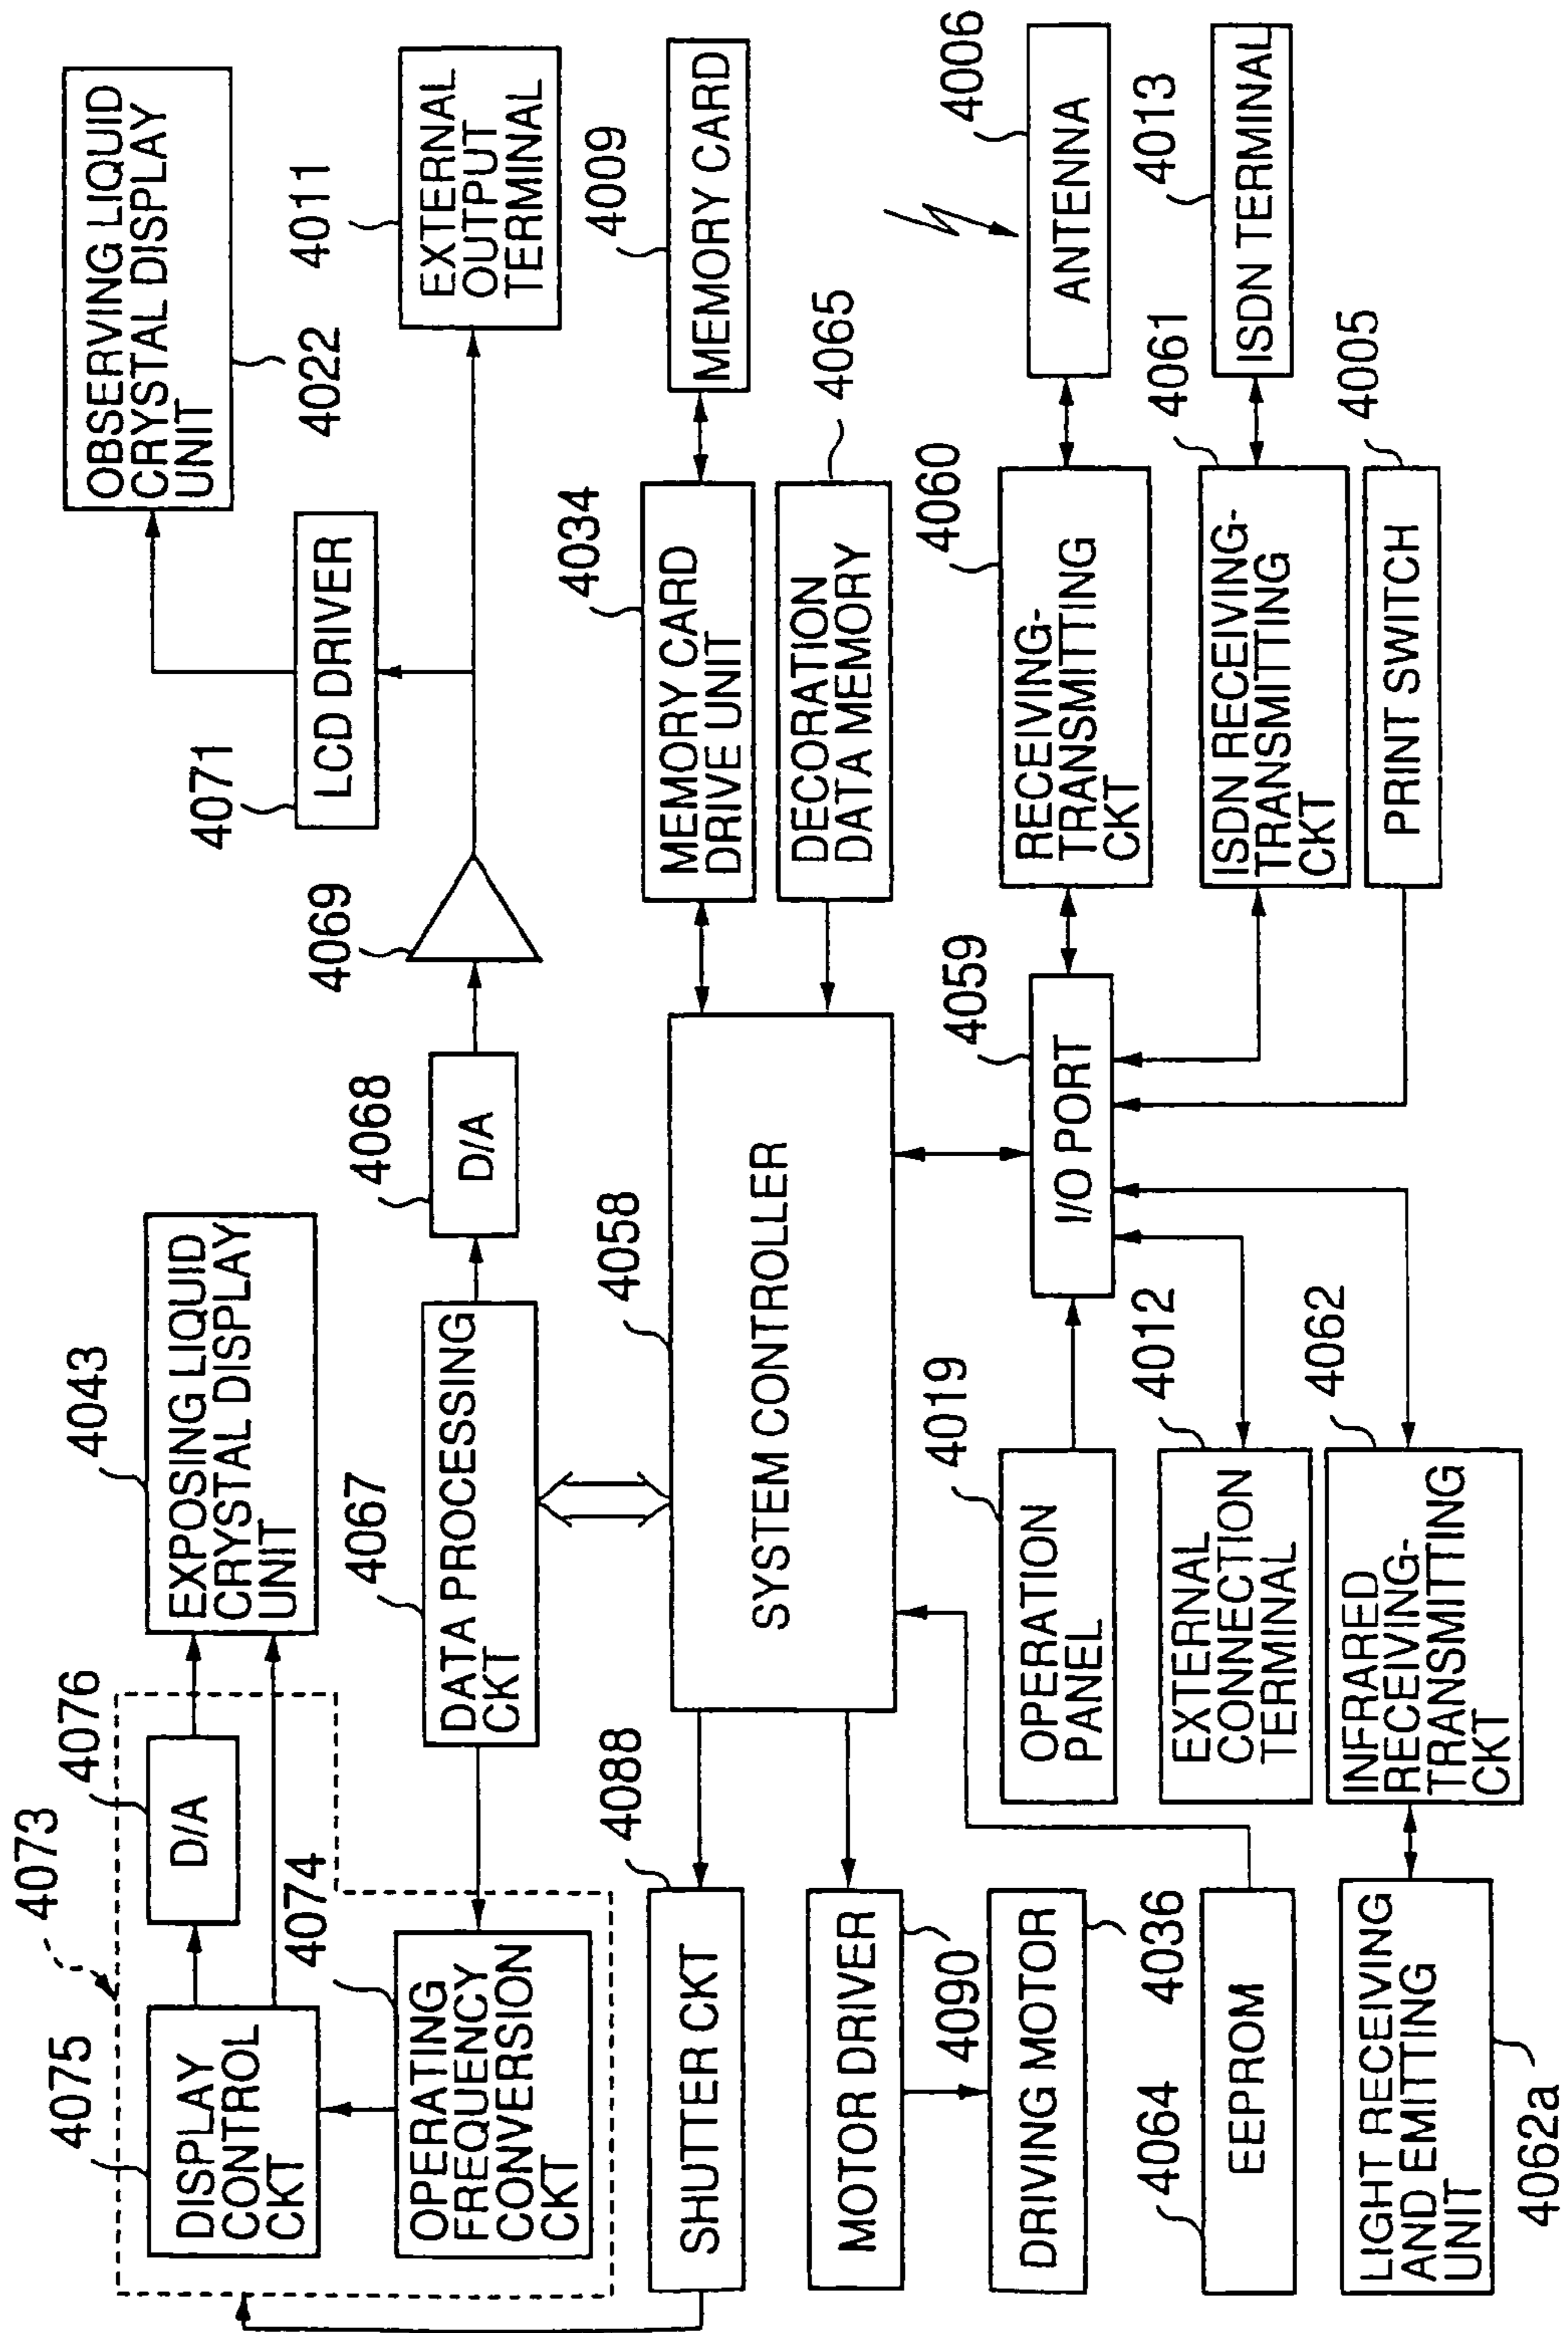 4073
4075
DISPLAY
CONTROL
CKT
4076
D/A
4074
OPERATING
FREQUENCY
CONVERSION
CKT
4043
EXPOSING LIQUID
CRYSTAL DISPLAY
UNIT
4067
DATA PROCESSING
CKT
4068
D/A
4069
4071
LCD DRIVER
OBSERVING LIQUID
CRYSTAL DISPLAY
UNIT
4022
4011
EXTERNAL
OUTPUT
TERMINAL
4088
SHUTTER CKT
MOTOR DRIVER
4090
DRIVING MOTOR
4036
4064
EEPROM
LIGHT RECEIVING
AND EMITTING
UNIT
4062a
4058
SYSTEM CONTROLLER
4034
MEMORY CARD
DRIVE UNIT
4009
MEMORY CARD
DECORATION
DATA MEMORY
4065
4019
OPERATION
PANEL
4012
EXTERNAL
CONNECTION
TERMINAL
4062
INFRARED
RECEIVING-
TRANSMITTING
CKT
4059
I/O PORT
4060
RECEIVING-
TRANSMITTING
CKT
4006
ANTENNA
4061
ISDN RECEIVING-
TRANSMITTING
CKT
4013
ISDN TERMINAL
4005
PRINT SWITCH